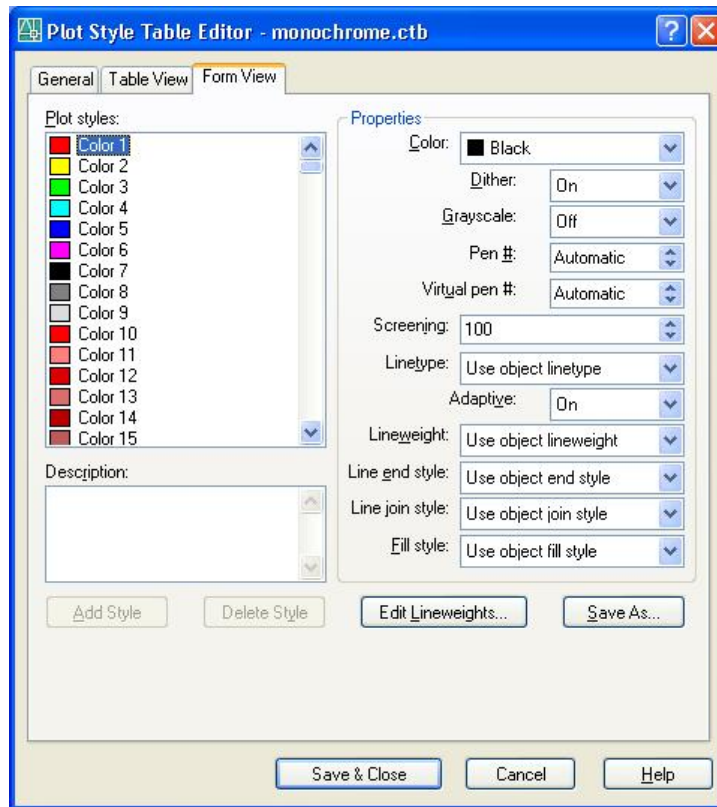 Plot Style Table Editor - monochrome.ctb
General Table View Form View
Plot styles:
Color 1
Color 2
Color 3
Color 4
Color 5
Color 6
Color 7
Color 8
Color 9
Color 10
Color 11
Color 12
Color 13
Color 14
Color 15
Description:
Add Style Delete Style
Properties
Color: Black
Dither: On
Grayscale: Off
Pen #: Automatic
Virtual pen #: Automatic
Screening: 100
Linetype: Use object linetype
Adaptive: On
Lineweight: Use object lineweight
Line end style: Use object end style
Line join style: Use object join style
Fill style: Use object fill style
Edit Lineweights... Save As...
Save & Close Cancel Help